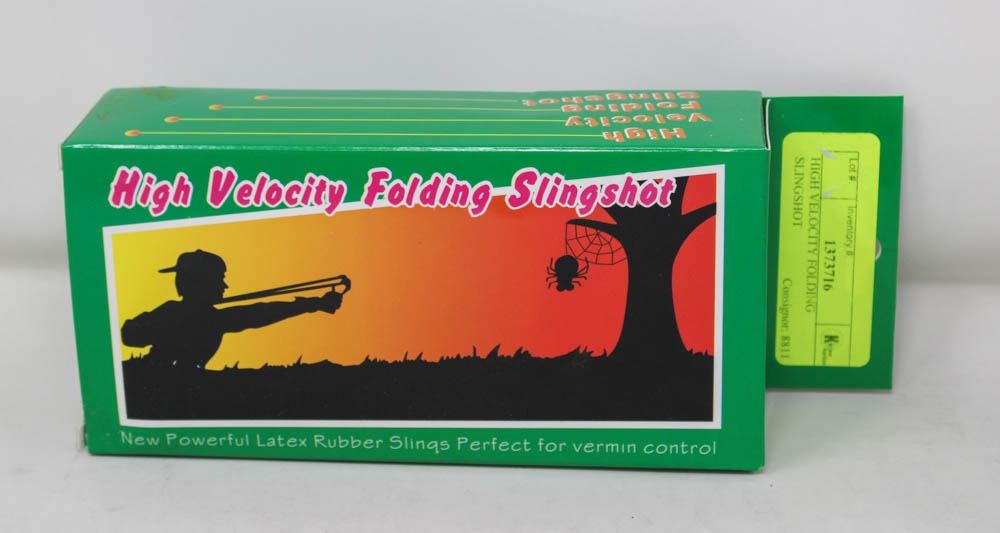 High
Velocity
Folding
Slingshot
High Velocity Folding Slingshot
New Powerful Latex Rubber Slings Perfect for vermin control
Lot #
Inventory #
1373716
HIGH VELOCITY FOLDING
SLINGSHOT
Consignor: 8811
K